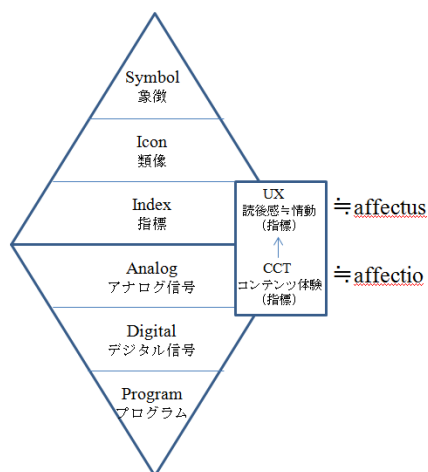 Symbol
象徴
Icon
類像
Index
指標
UX
読後感≒情動
(指標)
≒affectus
Analog
アナログ信号
CCT
コンテンツ体験
(指標)
≒affectio
Digital
デジタル信号
Program
プログラム